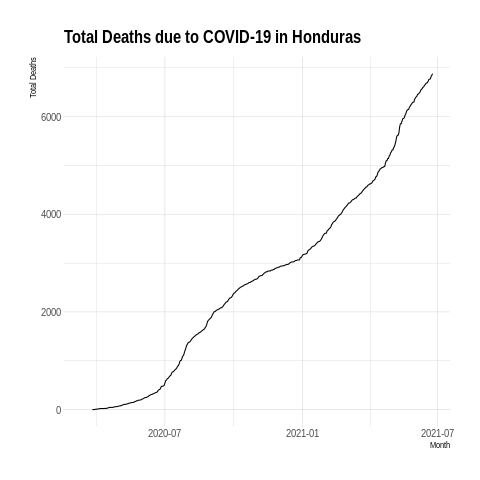 Total Deaths due to COVID-19 in Honduras
Total Deaths
6000
4000
2000
0
2020-07
2021-01
2021-07
Month